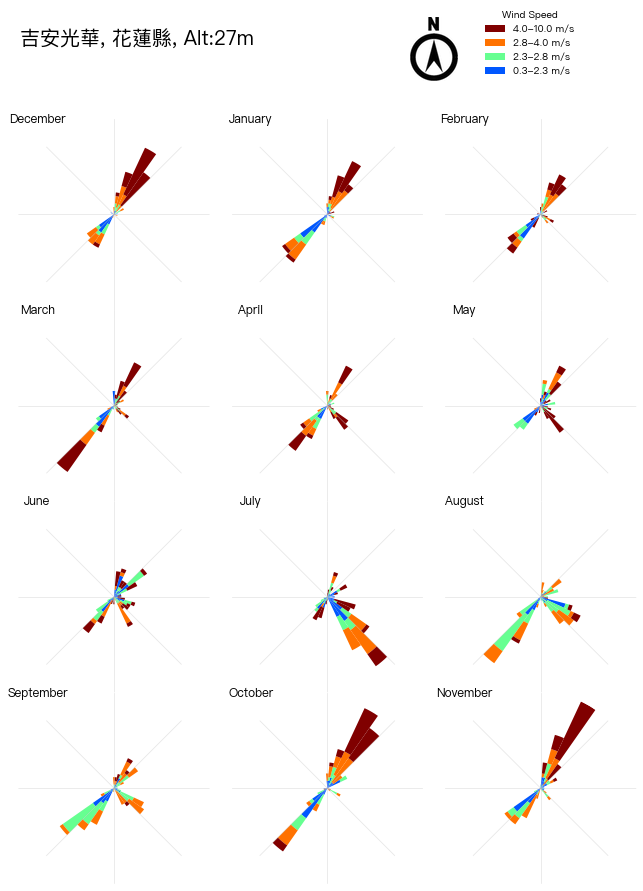 吉安光華, 花蓮縣, Alt:27m
N
Wind Speed
4.0–10.0 m/s
2.8–4.0 m/s
2.3–2.8 m/s
0.3–2.3 m/s
December
January
February
March
April
May
June
July
August
September
October
November